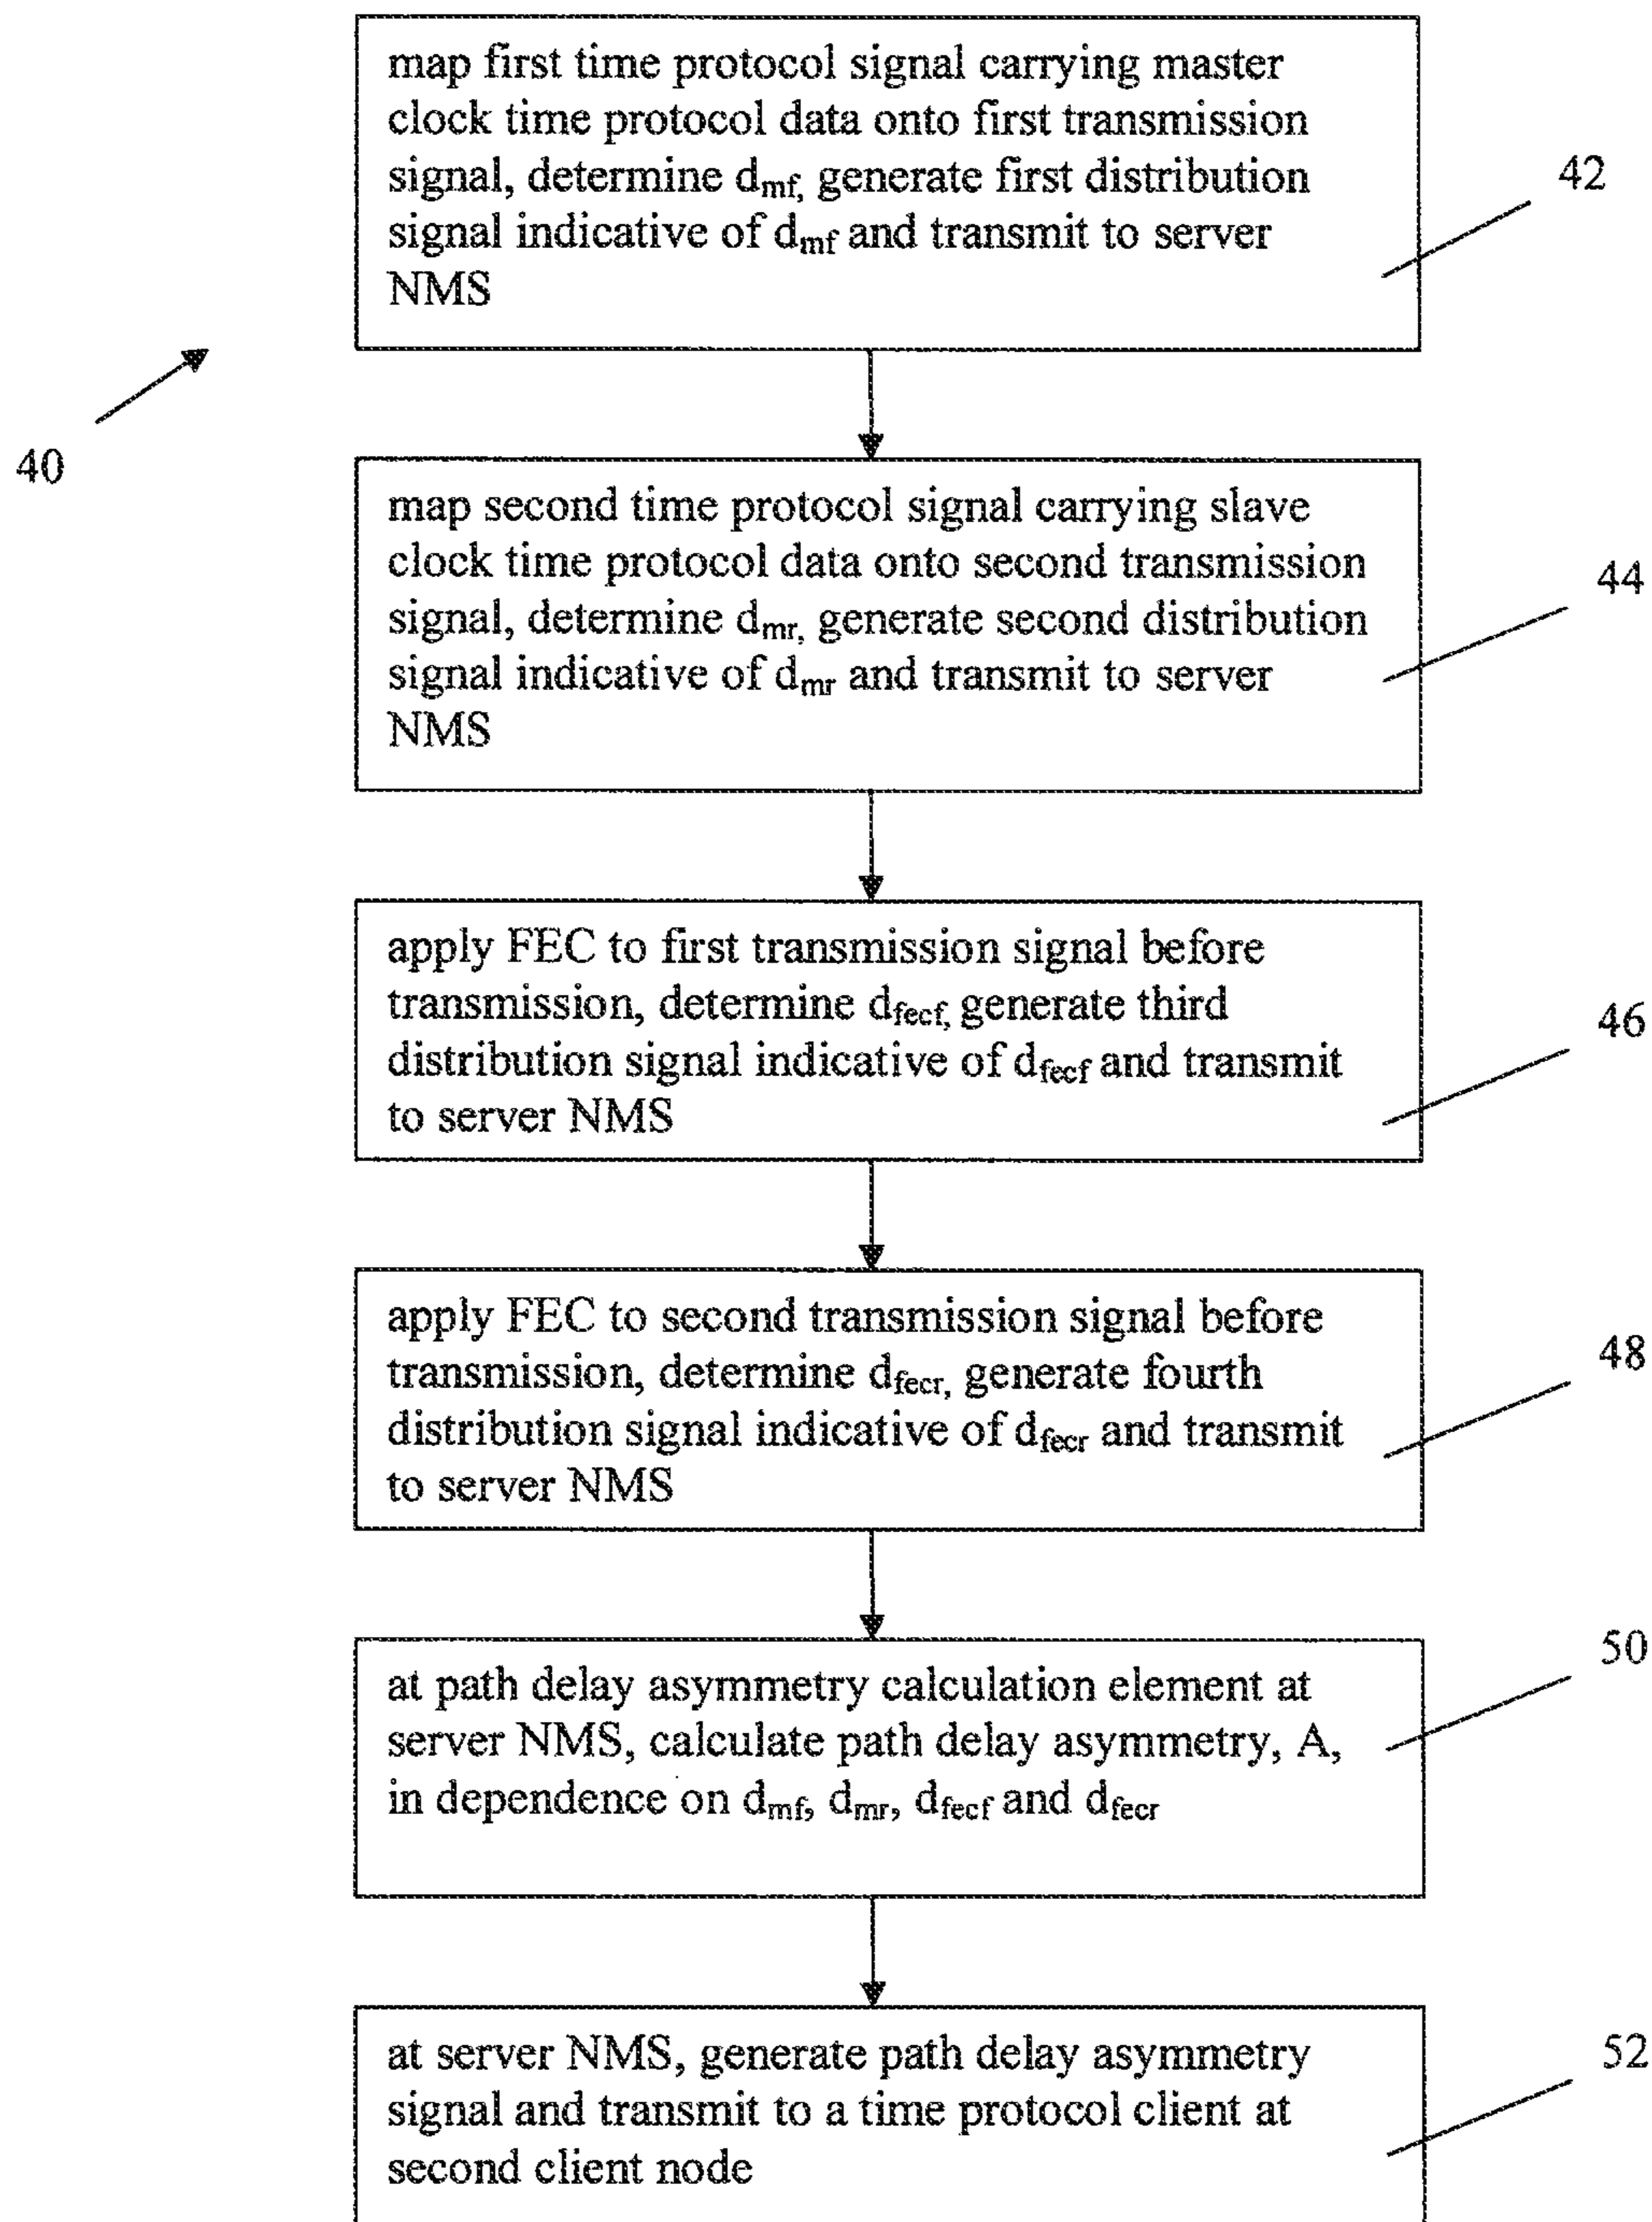 map first time protocol signal carrying master
clock time protocol data onto first transmission
signal, determine dmf, generate first distribution
signal indicative of dmf and transmit to server
NMS
42
40
map second time protocol signal carrying slave
clock time protocol data onto second transmission
signal, determine dmr, generate second distribution
signal indicative of dmr and transmit to server
NMS
44
apply FEC to first transmission signal before
transmission, determine dfecf, generate third
distribution signal indicative of dfecf and transmit
to server NMS
46
apply FEC to second transmission signal before
transmission, determine dfecr, generate fourth
distribution signal indicative of dfecr and transmit
to server NMS
48
at path delay asymmetry calculation element at
server NMS, calculate path delay asymmetry, A,
in dependence on dmf, dmr, dfecf and dfecr
50
at server NMS, generate path delay asymmetry
signal and transmit to a time protocol client at
second client node
52